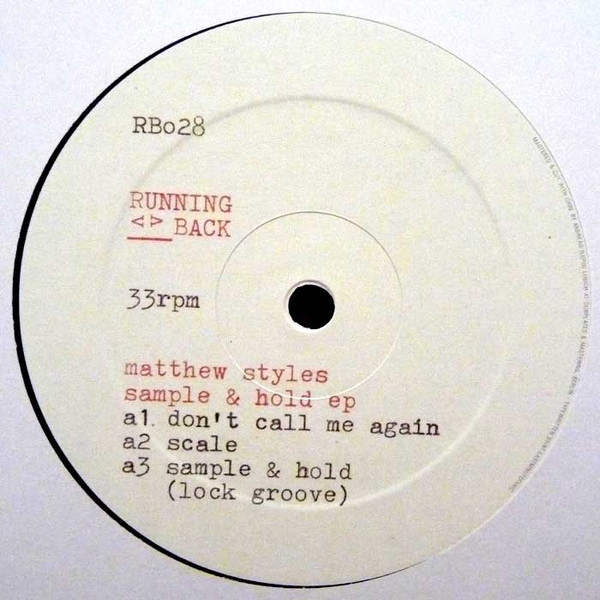 RBo28
RUNNING
<> BACK
33rpm
matthew styles
sample & hold ep
a1. don't call me again
a2 scale
a3 sample & hold
(lock groove)